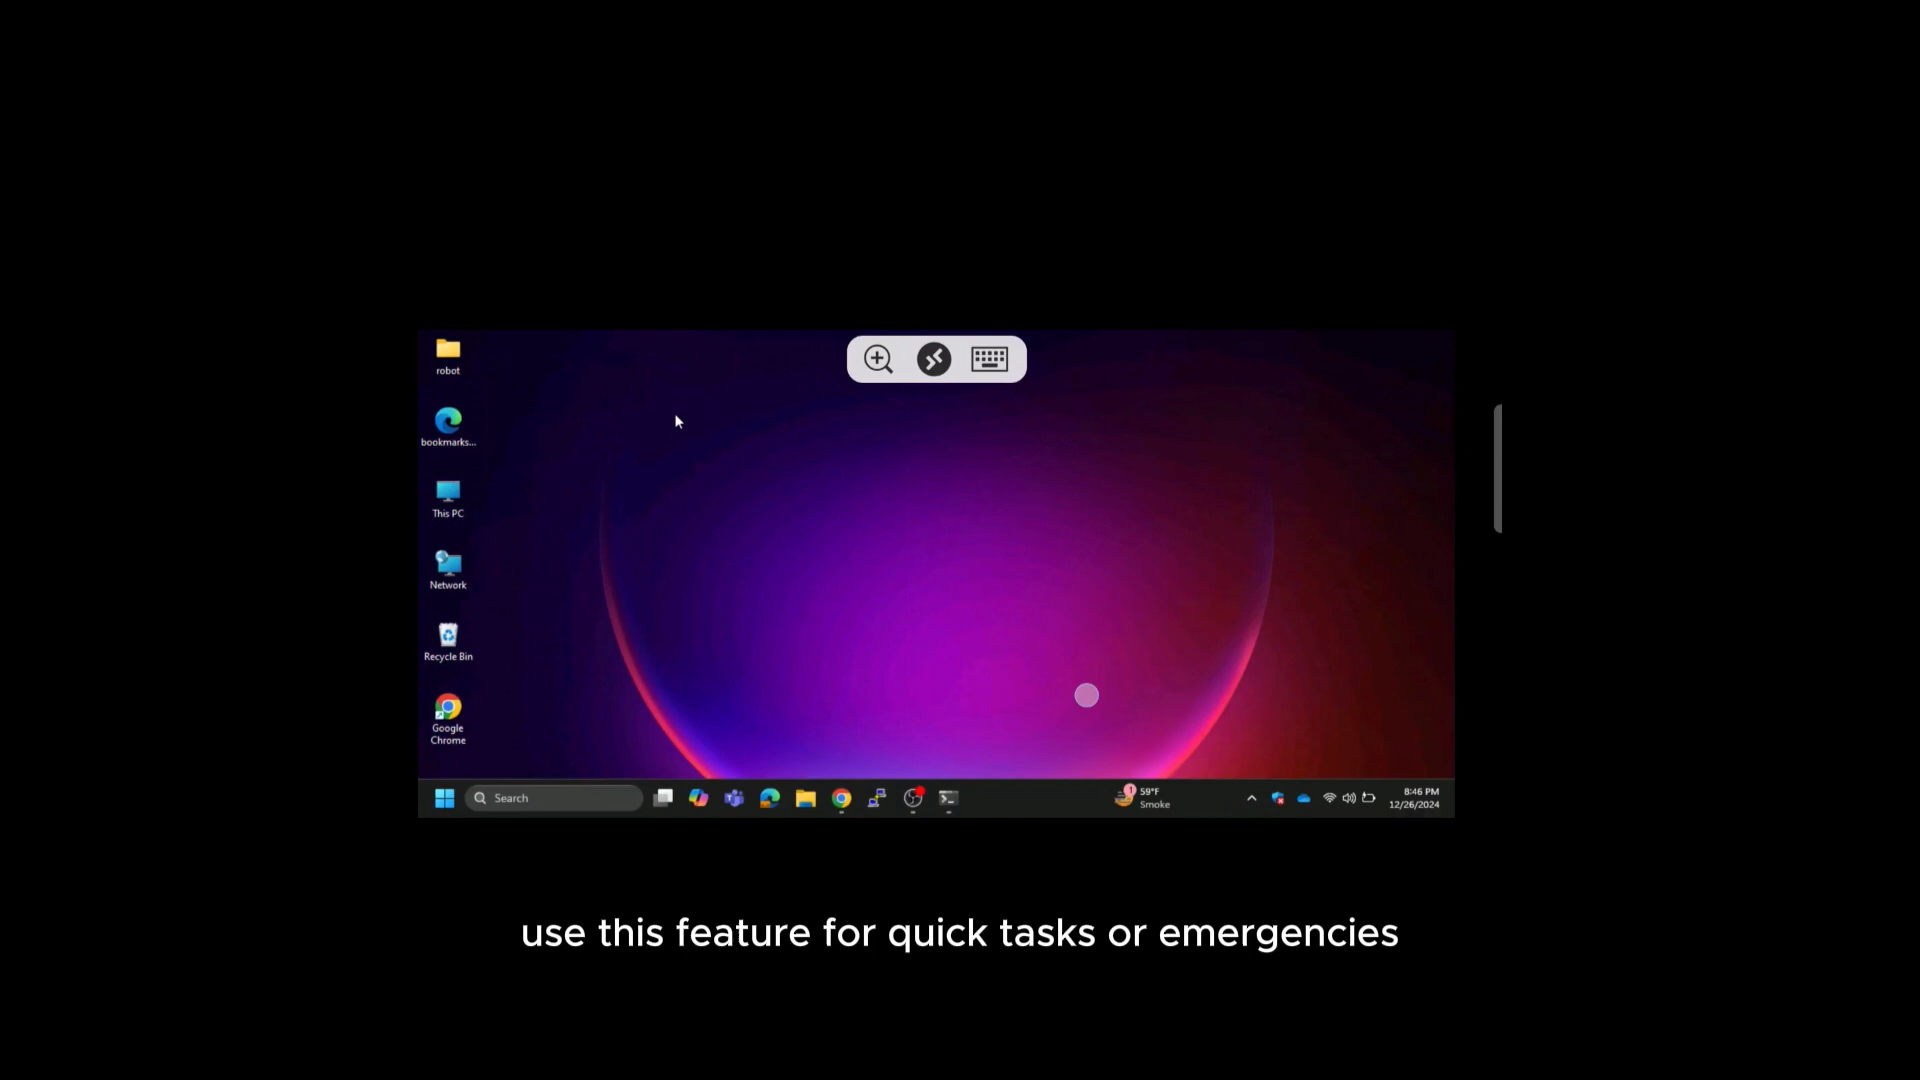 robot
bookmarks...
This PC
Network
Recycle Bin
Google
Chrome
Search
1
59°F
Smoke
8:46 PM
12/26/2024
use this feature for quick tasks or emergencies